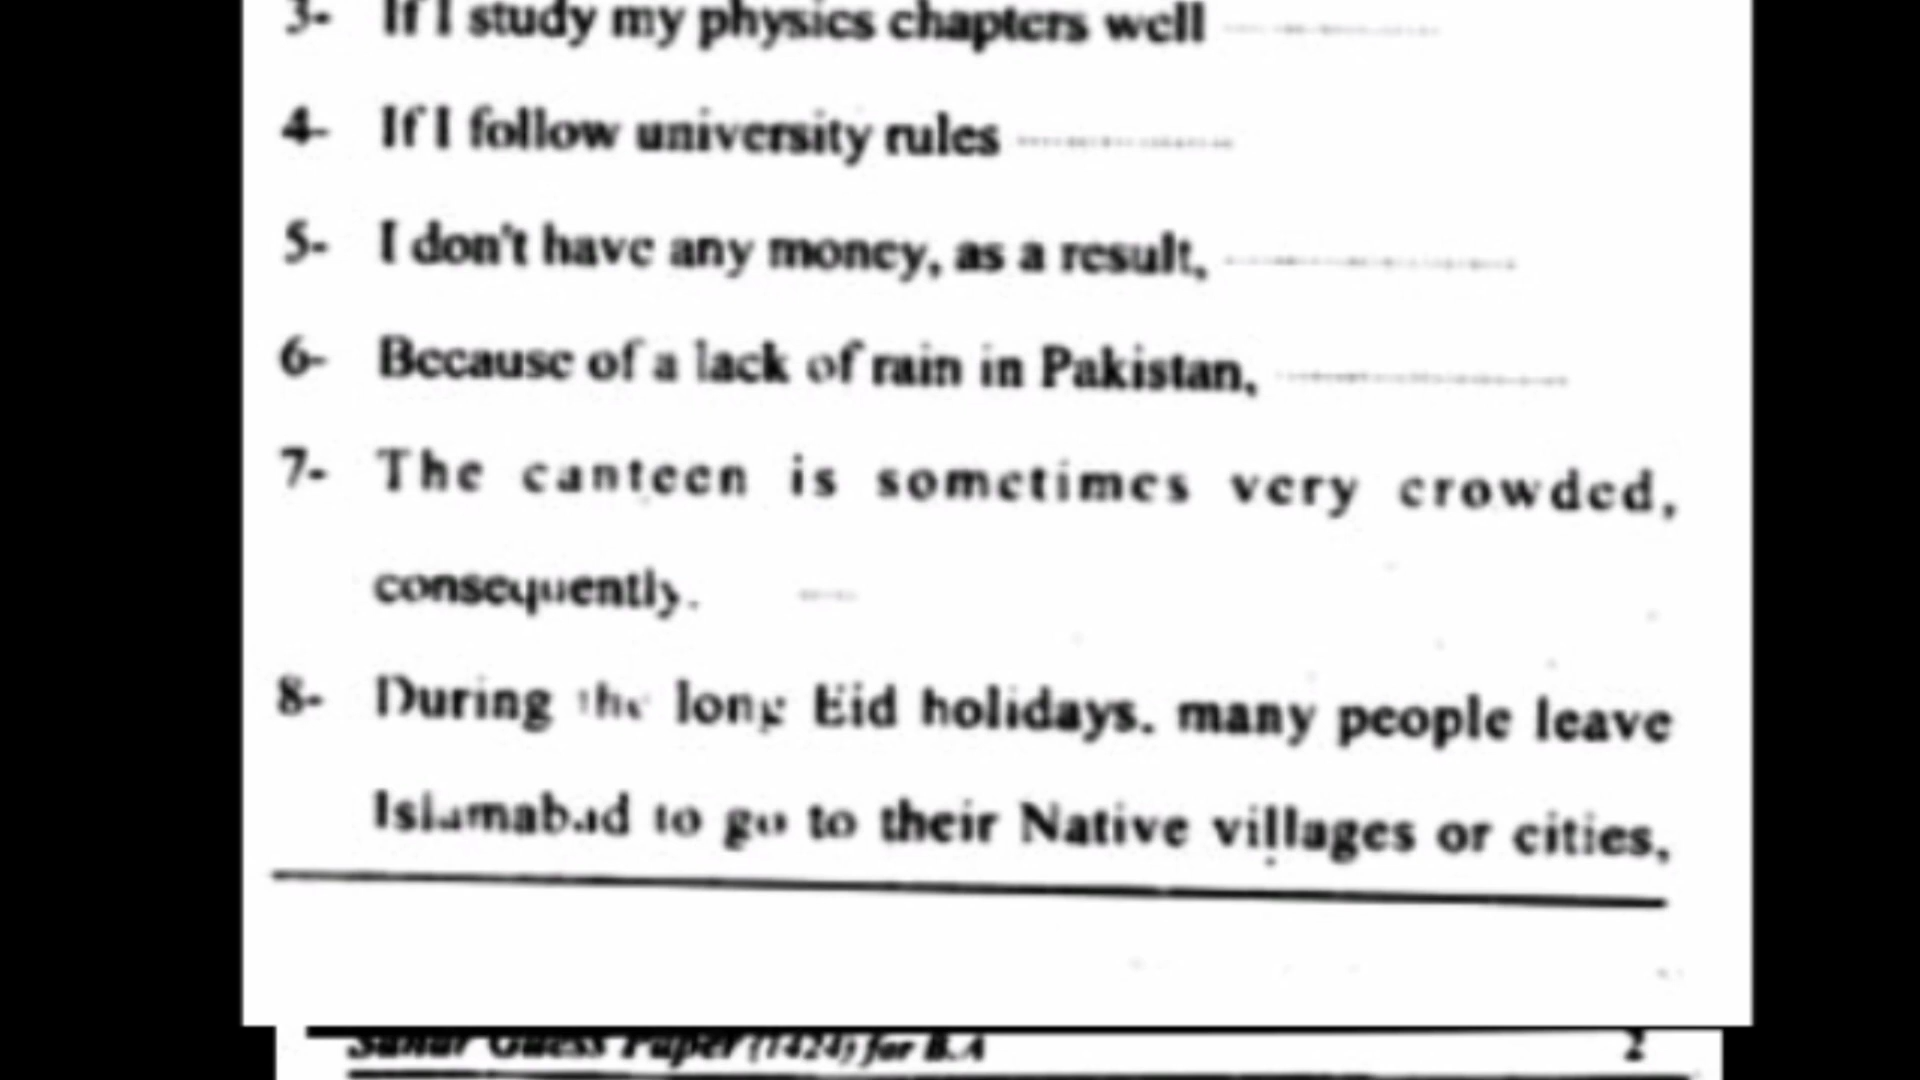 3- If I study my physics chapters well ------------
4- If I follow university rules ------------
5- I don't have any money, as a result, ------------
6- Because of a lack of rain in Pakistan, ------------
7- The canteen is sometimes very crowded,
consequently. ----
8- During the long Eid holidays. many people leave
Islamabad to go to their Native villages or cities,
Guess Paper (1424) for B.A 2